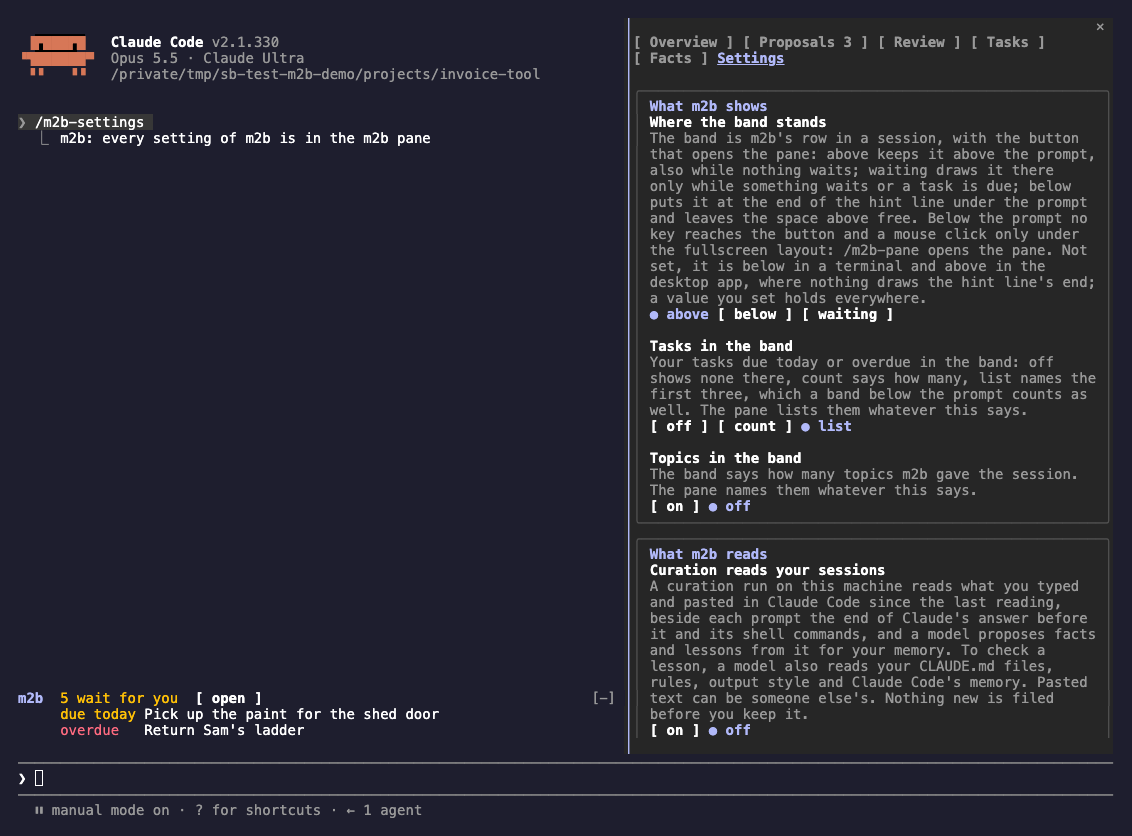 Claude Code v2.1.330
Opus 5.5 · Claude Ultra
/private/tmp/sb-test-m2b-demo/projects/invoice-tool
❯ /m2b-settings
⎿ m2b: every setting of m2b is in the m2b pane
m2b 5 wait for you [ open ] [−]
due today Pick up the paint for the shed door
overdue Return Sam's ladder
×
[ Overview ] [ Proposals 3 ] [ Review ] [ Tasks ]
[ Facts ] Settings
What m2b shows
Where the band stands
The band is m2b's row in a session, with the button
that opens the pane: above keeps it above the prompt,
also while nothing waits; waiting draws it there
only while something waits or a task is due; below
puts it at the end of the hint line under the prompt
and leaves the space above free. Below the prompt no
key reaches the button and a mouse click only under
the fullscreen layout: /m2b-pane opens the pane. Not
set, it is below in a terminal and above in the
desktop app, where nothing draws the hint line's end;
a value you set holds everywhere.
● above [ below ] [ waiting ]
Tasks in the band
Your tasks due today or overdue in the band: off
shows none there, count says how many, list names the
first three, which a band below the prompt counts as
well. The pane lists them whatever this says.
[ off ] [ count ] ● list
Topics in the band
The band says how many topics m2b gave the session.
The pane names them whatever this says.
[ on ] ● off
What m2b reads
Curation reads your sessions
A curation run on this machine reads what you typed
and pasted in Claude Code since the last reading,
beside each prompt the end of Claude's answer before
it and its shell commands, and a model proposes facts
and lessons from it for your memory. To check a
lesson, a model also reads your CLAUDE.md files,
rules, output style and Claude Code's memory. Pasted
text can be someone else's. Nothing new is filed
before you keep it.
[ on ] ● off
❯
⏸ manual mode on · ? for shortcuts · ← 1 agent